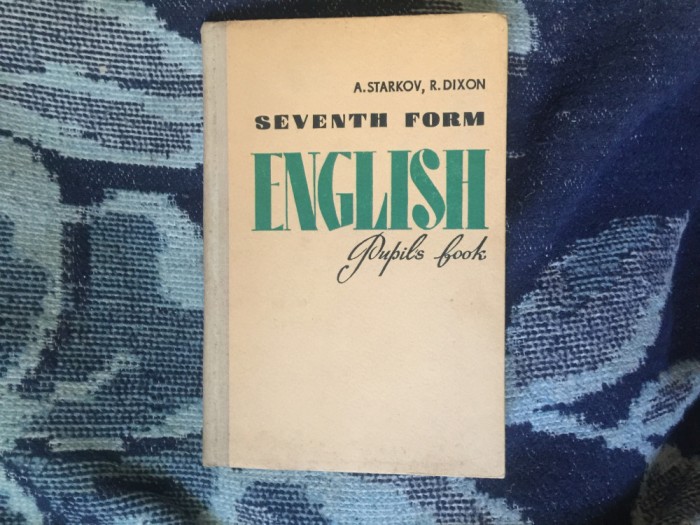 A. STARKOV, R. DIXON
SEVENTH FORM
ENGLISH
Pupils book